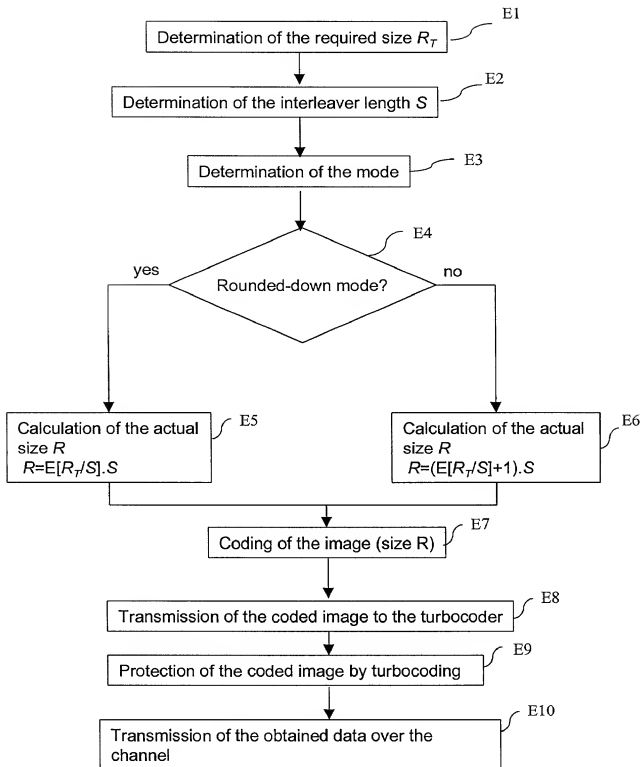 E1
Determination of the required size R_T
E2
Determination of the interleaver length S
E3
Determination of the mode
E4
yes
Rounded-down mode?
no
Calculation of the actual
size R
R=E[R_T/S].S
E5
Calculation of the actual
size R
R=(E[R_T/S]+1).S
E6
E7
Coding of the image (size R)
E8
Transmission of the coded image to the turbocoder
E9
Protection of the coded image by turbocoding
E10
Transmission of the obtained data over the
channel